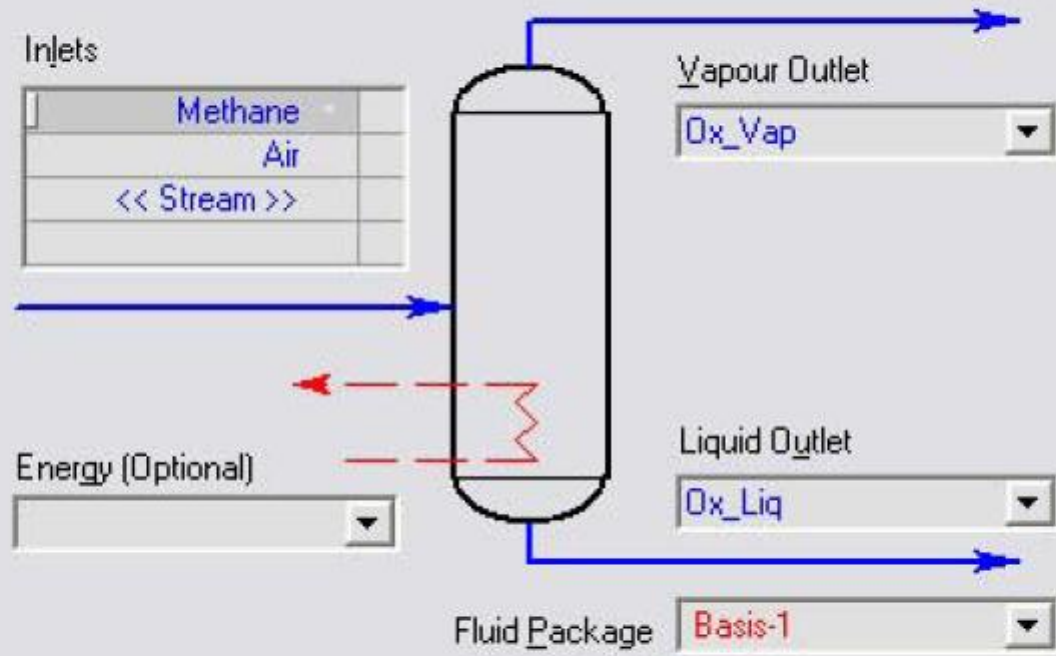 Inlets
Methane
Air
<< Stream >>
Vapour Outlet
Ox_Vap
Energy (Optional)
Liquid Outlet
Ox_Liq
Fluid Package
Basis-1